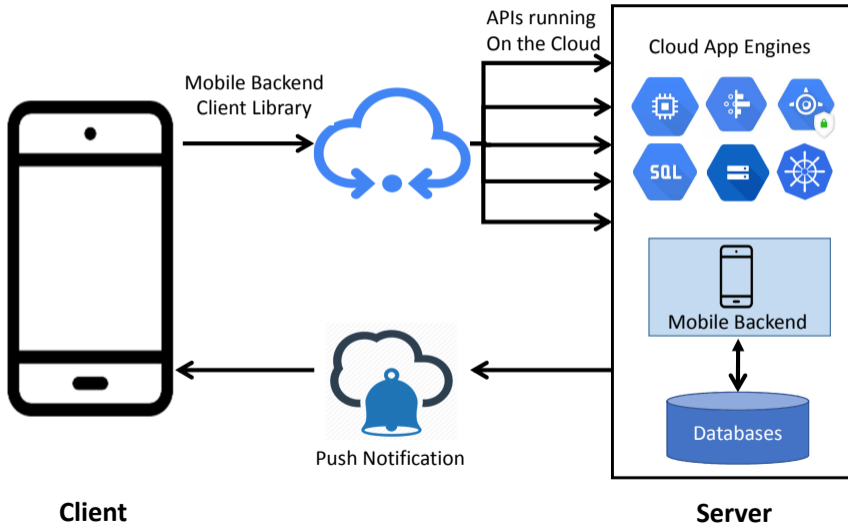 APIs running
On the Cloud
Cloud App Engines
Mobile Backend
Client Library
SQL
Mobile Backend
Databases
Push Notification
Client
Server